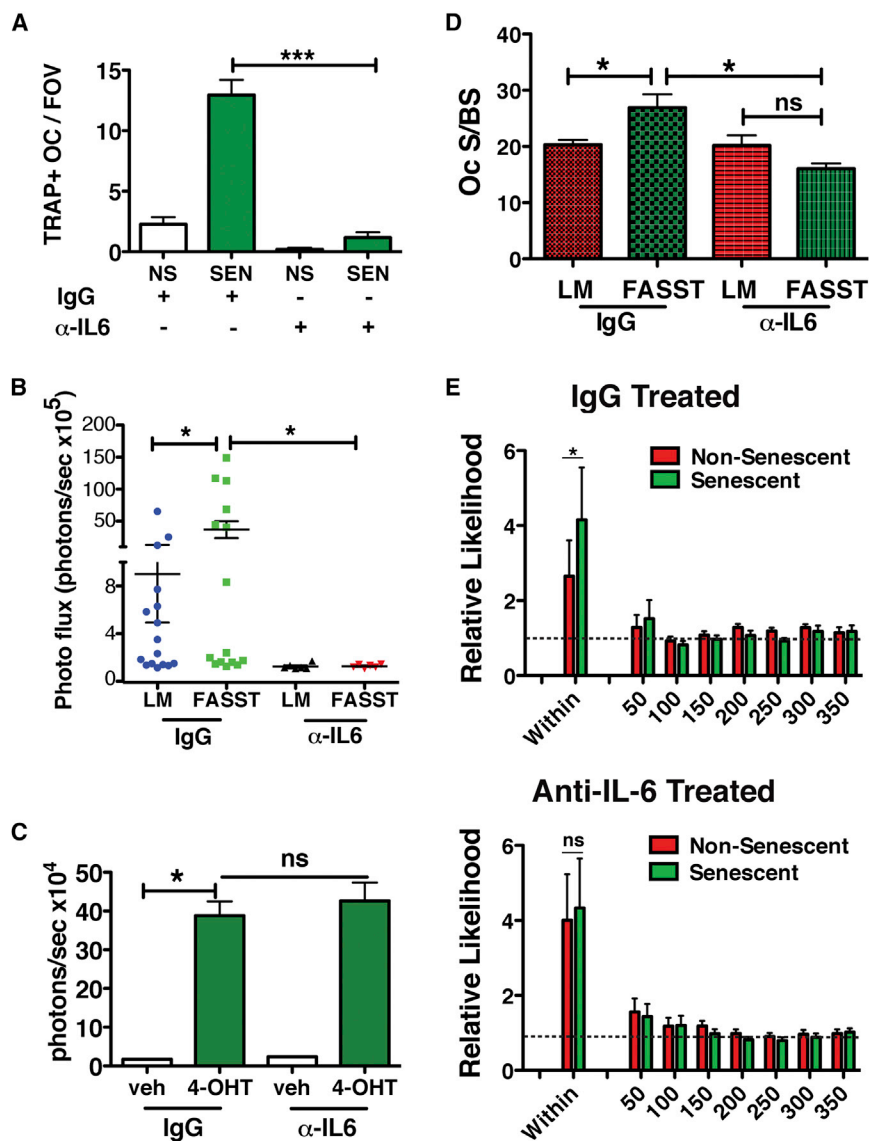 A
TRAP+ OC / FOV
15
10
5
0
***
NS SEN NS SEN
IgG + + - -
α-IL6 - - + +
B
Photo flux (photons/sec x10⁵)
200
150
100
50
8
4
0
* *
LM FASST LM FASST
IgG α-IL6
C
photons/sec x10⁴
50
40
30
20
10
0
* ns
veh 4-OHT veh 4-OHT
IgG α-IL6
D
Oc S/BS
40
30
20
10
0
* *
ns
LM FASST LM FASST
IgG α-IL6
E
IgG Treated
Relative Likelihood
6
4
2
0
*
Non-Senescent
Senescent
Within 50 100 150 200 250 300 350
Anti-IL-6 Treated
Relative Likelihood
6
4
2
0
ns
Non-Senescent
Senescent
Within 50 100 150 200 250 300 350